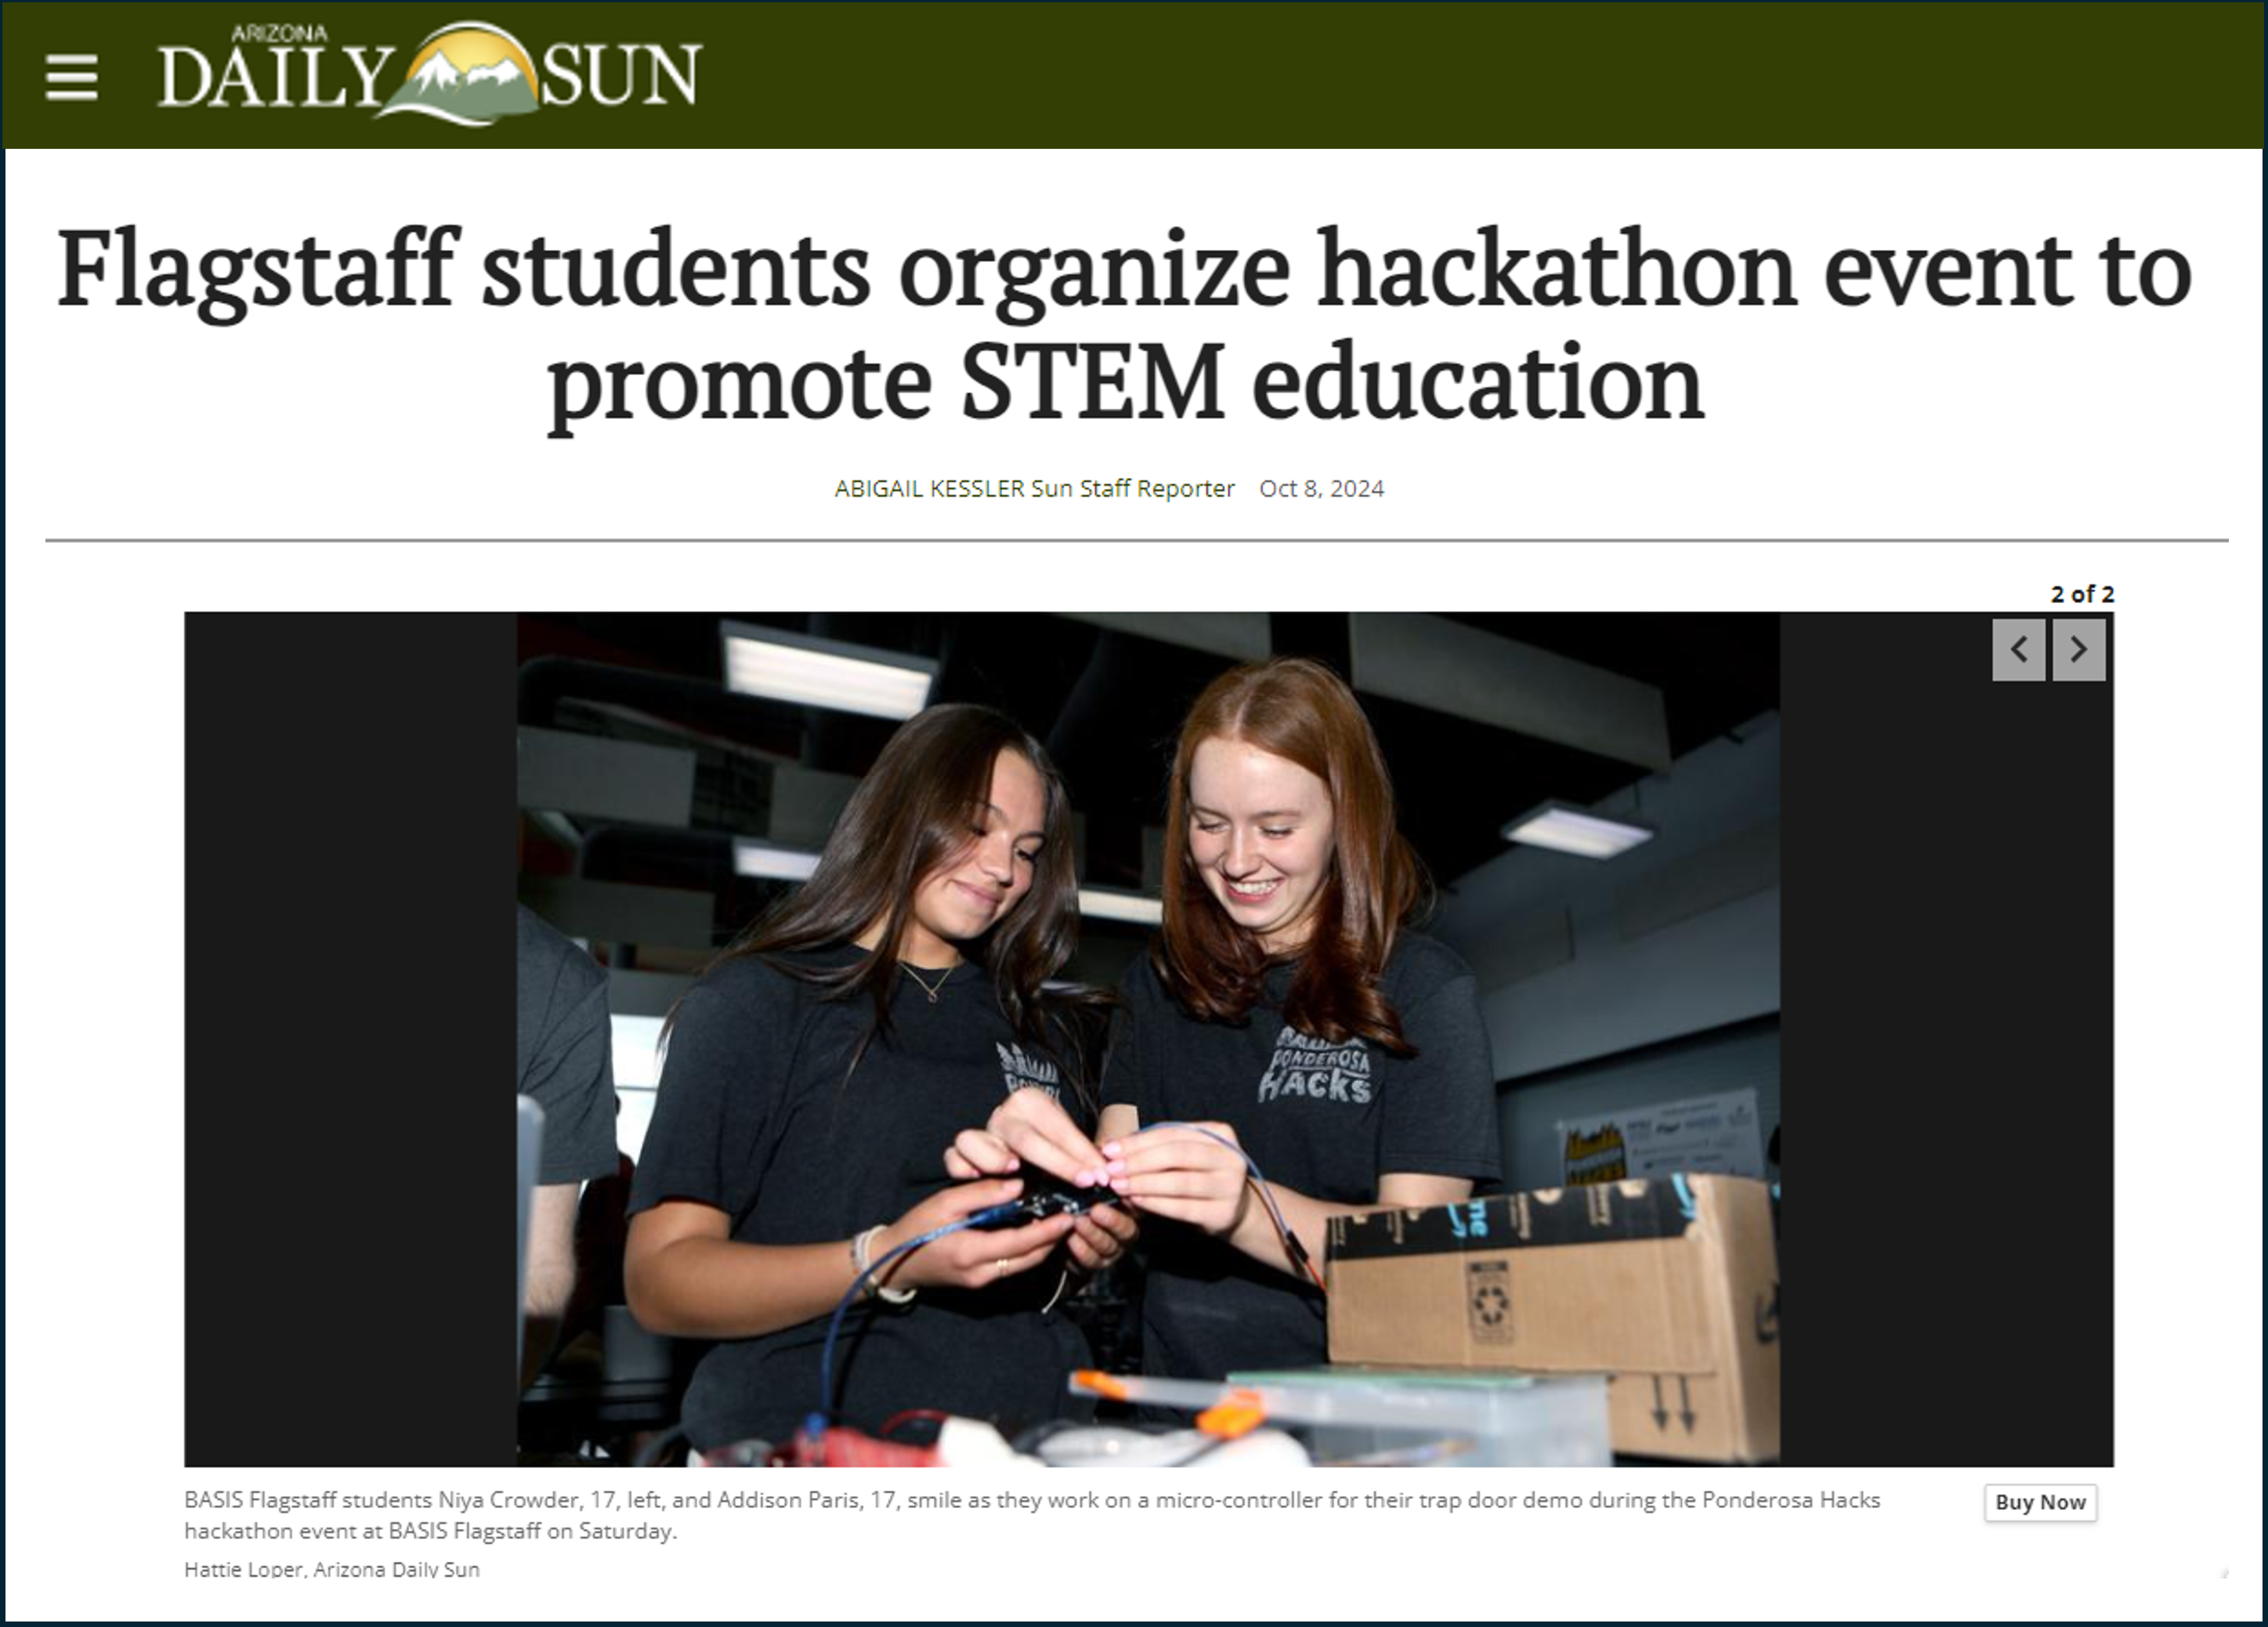 ARIZONA
DAILY SUN
Flagstaff students organize hackathon event to
promote STEM education
ABIGAIL KESSLER Sun Staff Reporter Oct 8, 2024
2 of 2
PONDEROSA
HACKS
BASIS Flagstaff students Niya Crowder, 17, left, and Addison Paris, 17, smile as they work on a micro-controller for their trap door demo during the Ponderosa Hacks
hackathon event at BASIS Flagstaff on Saturday.
Buy Now
Hattie Loper, Arizona Daily Sun